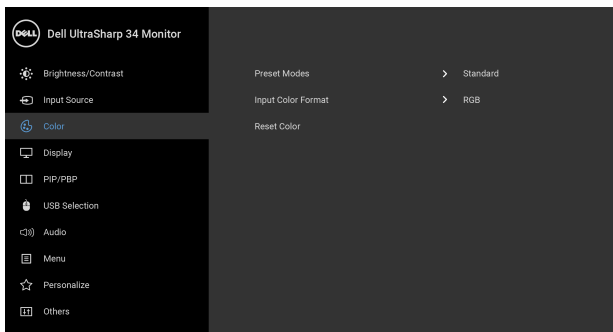 DELL Dell UltraSharp 34 Monitor
Brightness/Contrast
Input Source
Color
Display
PIP/PBP
USB Selection
Audio
Menu
Personalize
Others
Preset Modes > Standard
Input Color Format > RGB
Reset Color